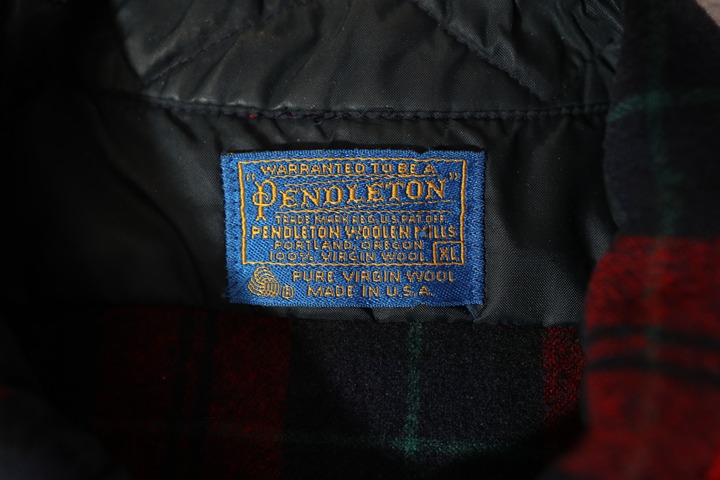 WARRANTED TO BE A
"PENDLETON"
TRADE MARK REG. U.S. PAT. OFF.
PENDLETON WOOLEN MILLS
PORTLAND, OREGON
100% VIRGIN WOOL XL
PURE VIRGIN WOOL
® MADE IN U.S.A.